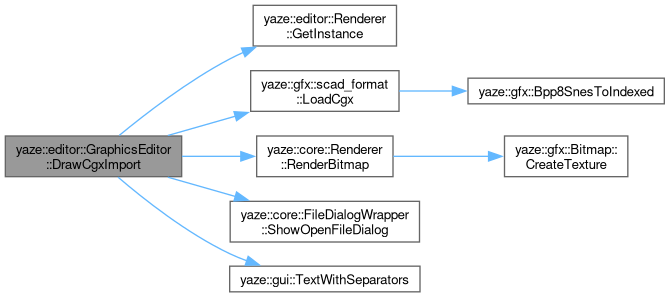 yaze::editor::GraphicsEditor
::DrawCgxImport
yaze::editor::Renderer
::GetInstance
yaze::gfx::scad_format
::LoadCgx
yaze::gfx::Bpp8SnesToIndexed
yaze::core::Renderer
::RenderBitmap
yaze::gfx::Bitmap::
CreateTexture
yaze::core::FileDialogWrapper
::ShowOpenFileDialog
yaze::gui::TextWithSeparators